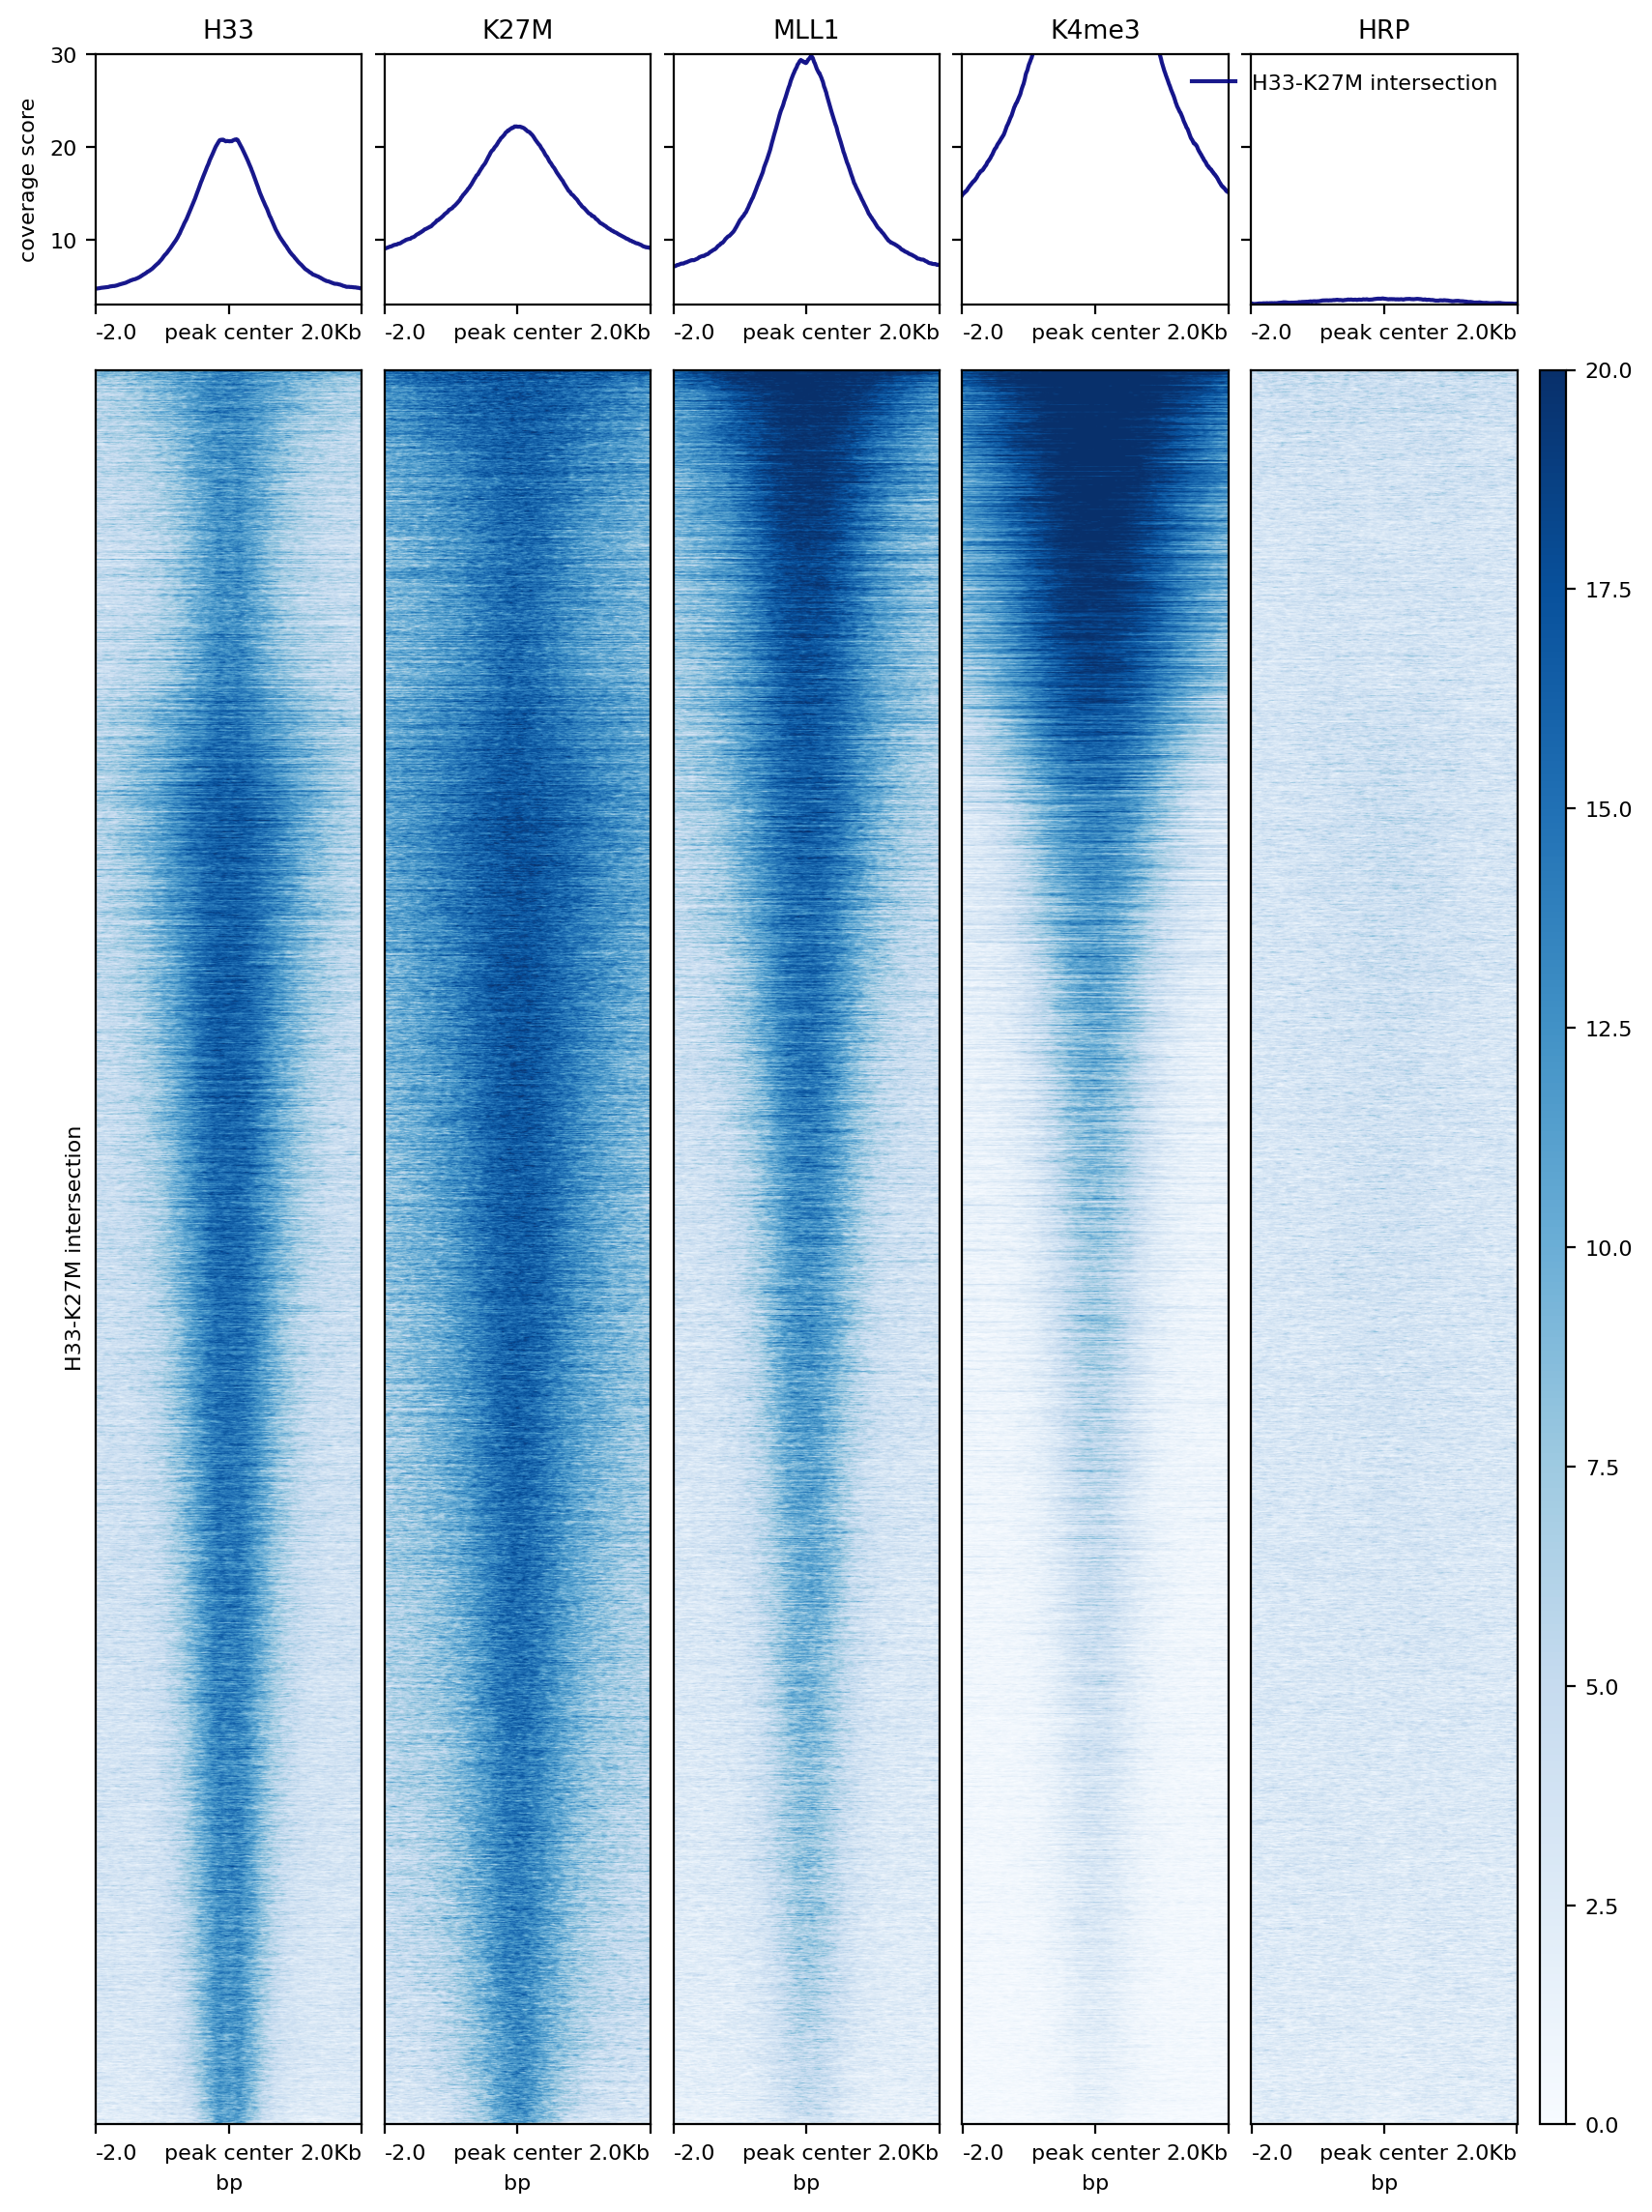 H33 K27M MLL1 K4me3 HRP
coverage score
30
20
10
H33-K27M intersection
-2.0 peak center 2.0Kb -2.0 peak center 2.0Kb -2.0 peak center 2.0Kb -2.0 peak center 2.0Kb -2.0 peak center 2.0Kb
H33-K27M intersection
20.0
17.5
15.0
12.5
10.0
7.5
5.0
2.5
0.0
-2.0 peak center 2.0Kb -2.0 peak center 2.0Kb -2.0 peak center 2.0Kb -2.0 peak center 2.0Kb -2.0 peak center 2.0Kb
bp bp bp bp bp